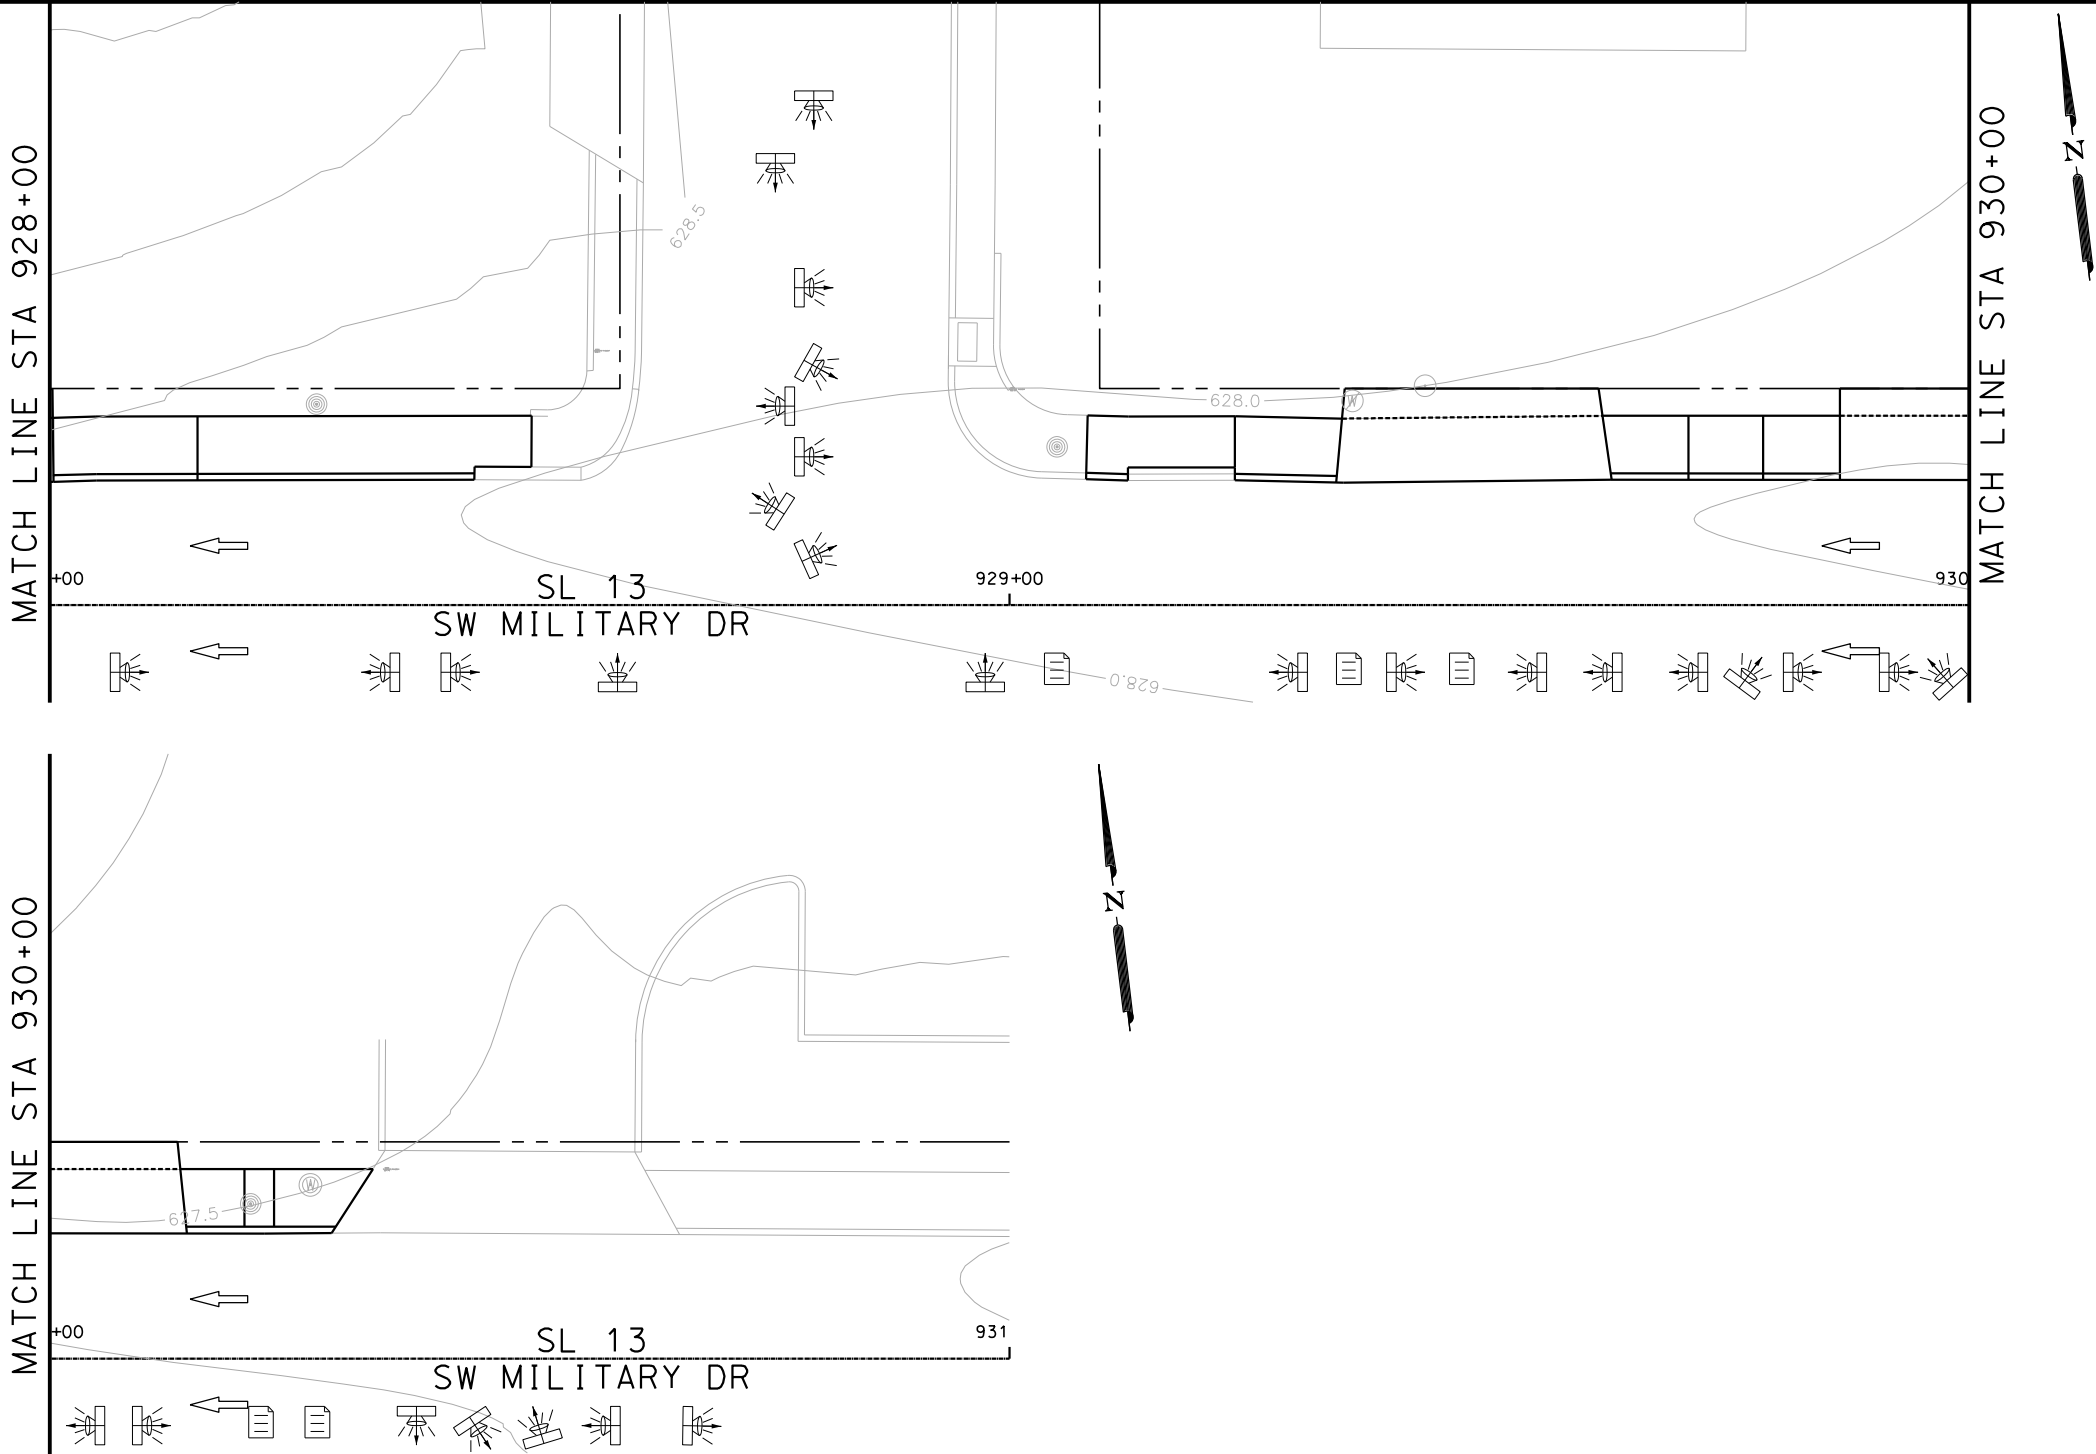 MATCH LINE STA 928+00
628.5
628.0
+00
SL 13
929+00
930
SW MILITARY DR
628.0
W
N
MATCH LINE STA 930+00
MATCH LINE STA 930+00
N
W
627.5
+00
SL 13
931
SW MILITARY DR